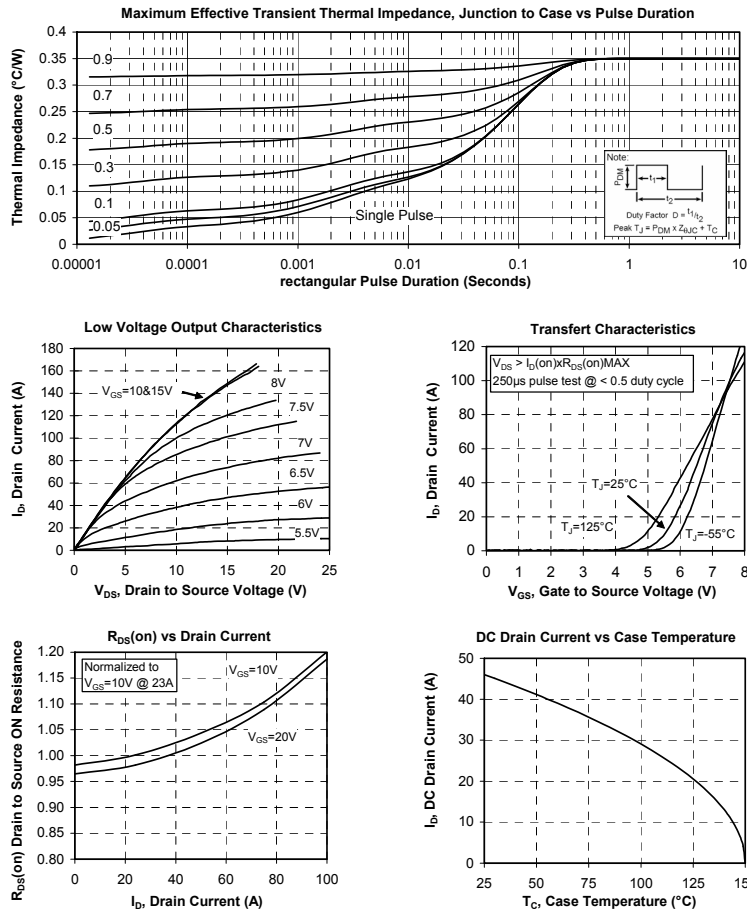 Maximum Effective Transient Thermal Impedance, Junction to Case vs Pulse Duration
Thermal Impedance (°C/W)
0.4
0.35
0.3
0.25
0.2
0.15
0.1
0.05
0
0.9
0.7
0.5
0.3
0.1
0.05
Single Pulse
Note:
PDM
t1
t2
Duty Factor D = t1/t2
Peak TJ = PDM x ZθJC + TC
0.00001 0.0001 0.001 0.01 0.1 1 10
rectangular Pulse Duration (Seconds)
Low Voltage Output Characteristics
ID, Drain Current (A)
180
160
140
120
100
80
60
40
20
0
VGS=10&15V
8V
7.5V
7V
6.5V
6V
5.5V
0 5 10 15 20 25
VDS, Drain to Source Voltage (V)
Transfert Characteristics
ID, Drain Current (A)
120
100
80
60
40
20
0
VDS > ID(on)xRDS(on)MAX
250µs pulse test @ < 0.5 duty cycle
TJ=25°C
TJ=125°C
TJ=-55°C
0 1 2 3 4 5 6 7 8
VGS, Gate to Source Voltage (V)
RDS(on) vs Drain Current
RDS(on) Drain to Source ON Resistance
1.20
1.15
1.10
1.05
1.00
0.95
0.90
0.85
0.80
Normalized to
VGS=10V @ 23A
VGS=10V
VGS=20V
0 20 40 60 80 100
ID, Drain Current (A)
DC Drain Current vs Case Temperature
ID, DC Drain Current (A)
50
40
30
20
10
0
25 50 75 100 125 15
TC, Case Temperature (°C)